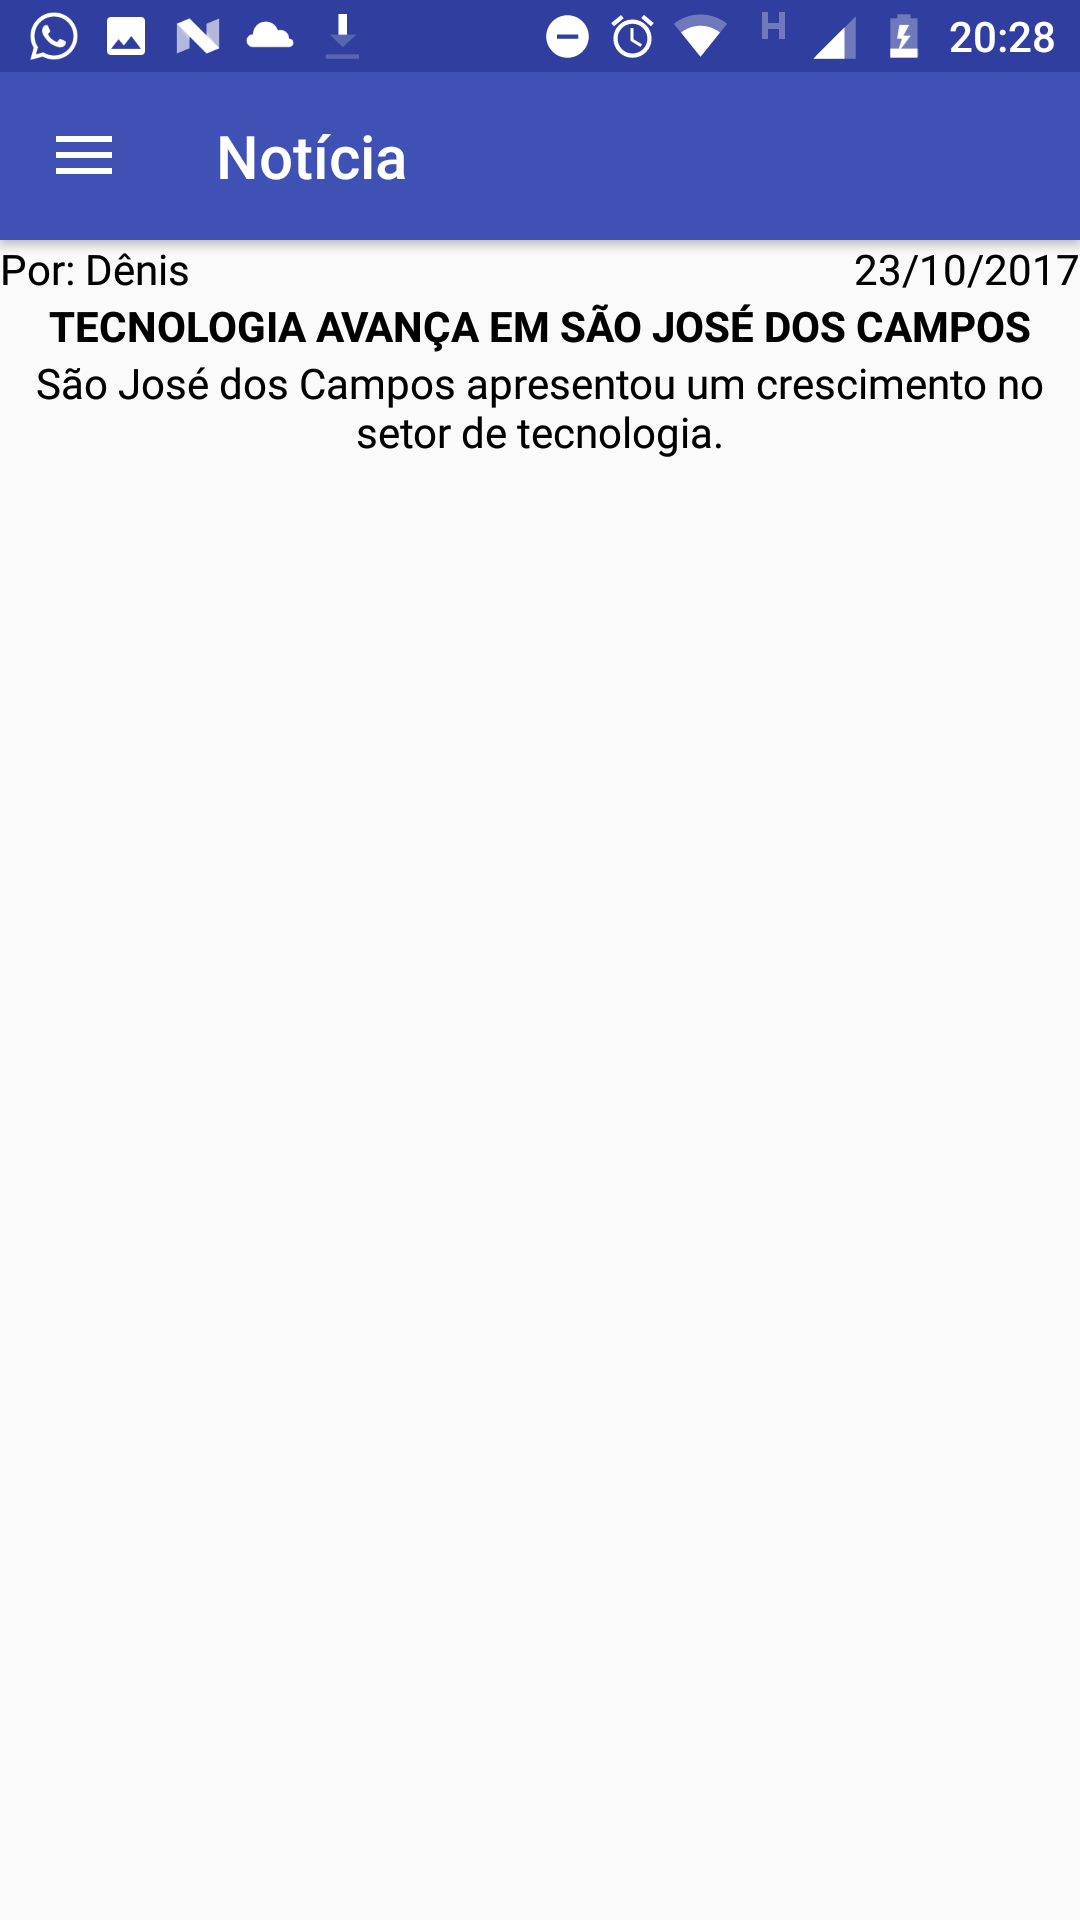 H 20:28
Notícia
Por: Dênis 23/10/2017
TECNOLOGIA AVANÇA EM SÃO JOSÉ DOS CAMPOS
São José dos Campos apresentou um crescimento no
setor de tecnologia.